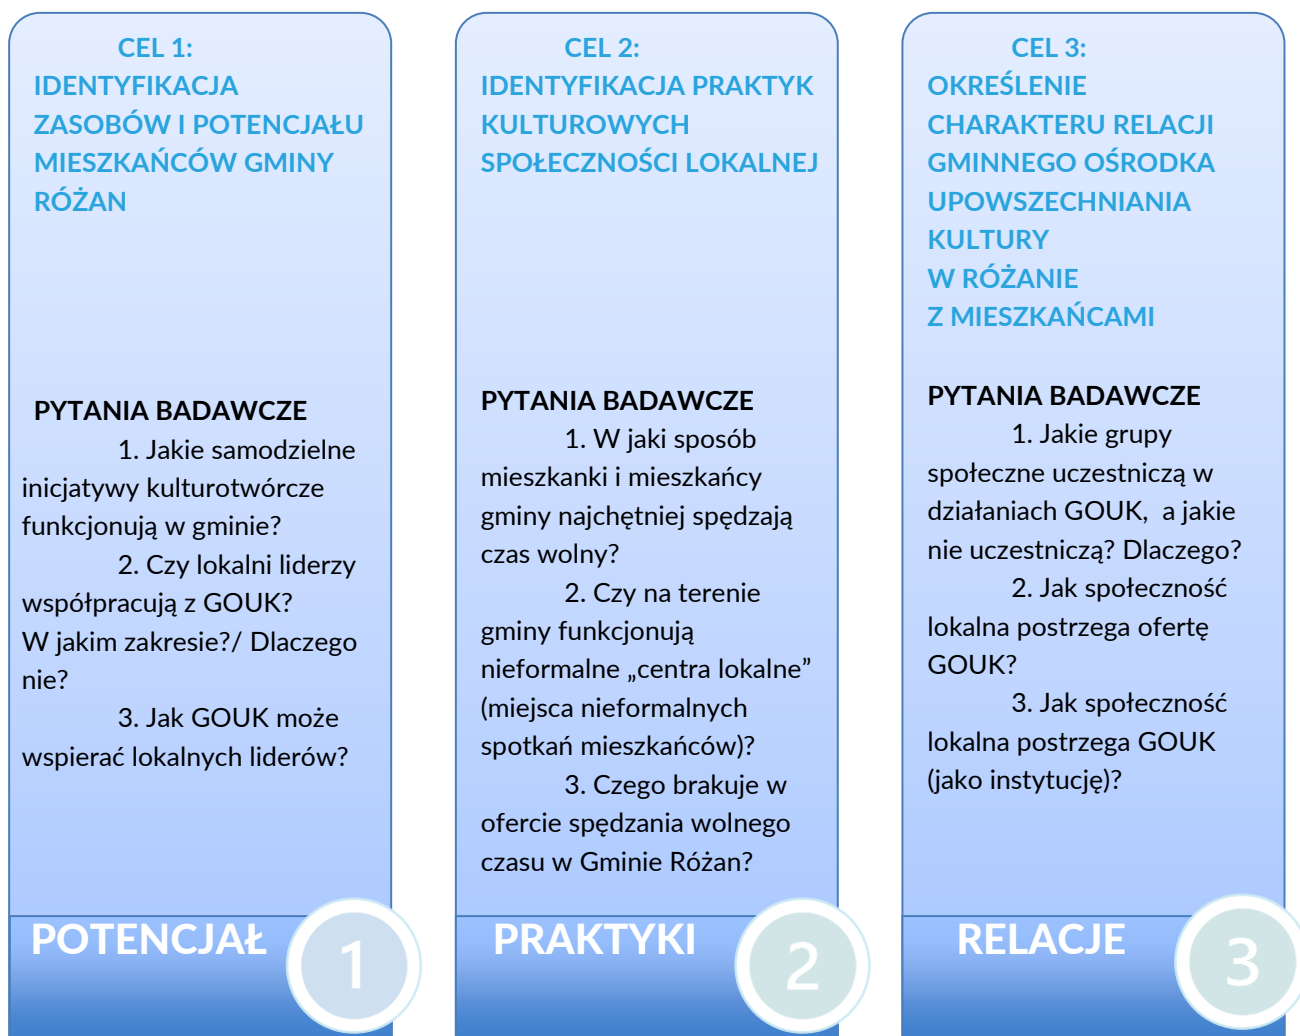 CEL 1:
IDENTYFIKACJA
ZASOBÓW I POTENCJAŁU
MIESZKAŃCÓW GMINY
RÓŻAN
PYTANIA BADAWCZE
1. Jakie samodzielne
inicjatywy kulturotwórcze
funkcjonują w gminie?
2. Czy lokalni liderzy
współpracują z GOUK?
W jakim zakresie?/ Dlaczego
nie?
3. Jak GOUK może
wspierać lokalnych liderów?
POTENCJAŁ
1
CEL 2:
IDENTYFIKACJA PRAKTYK
KULTUROWYCH
SPOŁECZNOŚCI LOKALNEJ
PYTANIA BADAWCZE
1. W jaki sposób
mieszkanki i mieszkańcy
gminy najchętniej spędzają
czas wolny?
2. Czy na terenie
gminy funkcjonują
nieformalne „centra lokalne”
(miejsca nieformalnych
spotkań mieszkańców)?
3. Czego brakuje w
ofercie spędzania wolnego
czasu w Gminie Różan?
PRAKTYKI
2
CEL 3:
OKREŚLENIE
CHARAKTERU RELACJI
GMINNEGO OŚRODKA
UPOWSZECHNIANIA
KULTURY
W RÓŻANIE
Z MIESZKAŃCAMI
PYTANIA BADAWCZE
1. Jakie grupy
społeczne uczestniczą w
działaniach GOUK,  a jakie
nie uczestniczą? Dlaczego?
2. Jak społeczność
lokalna postrzega ofertę
GOUK?
3. Jak społeczność
lokalna postrzega GOUK
(jako instytucję)?
RELACJE
3